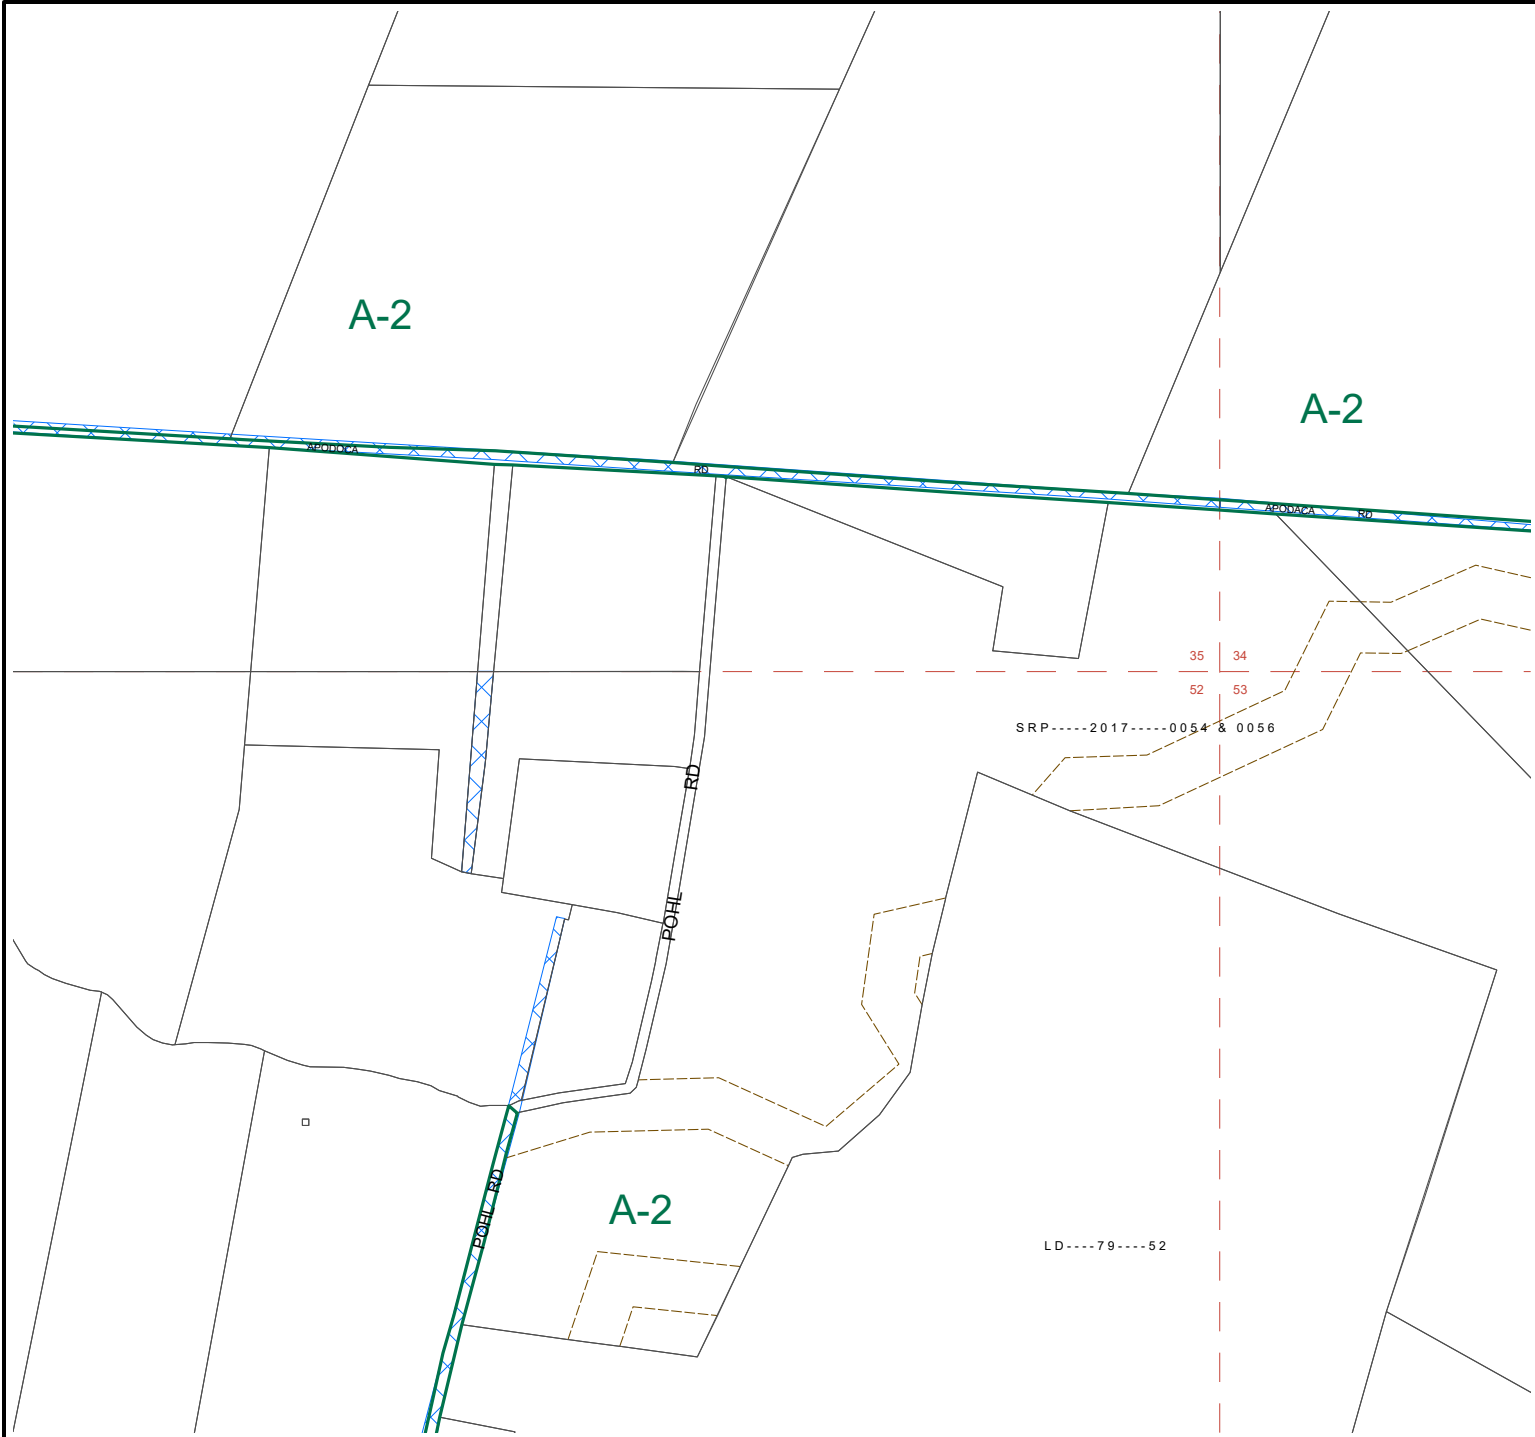 A-2
A-2
APODOCA RD
APODACA RD
35 34
52 53
SRP-----2017-----0054 & 0056
RD
POHL
POHL RD
A-2
LD----79----52